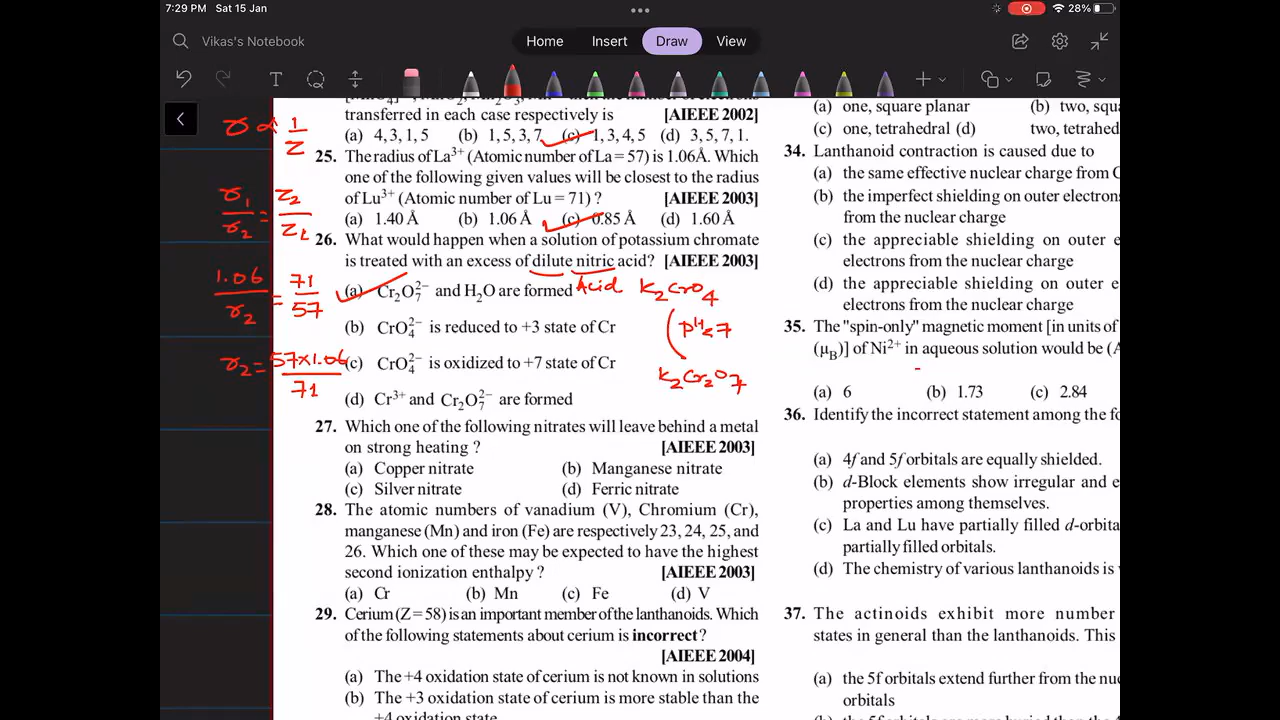 7:29 PM Sat 15 Jan
28%
Vikas's Notebook
Home Insert Draw View
transferred in each case respectively is [AIEEE 2002]
(a) 4, 3, 1, 5 (b) 1, 5, 3, 7 (c) 1, 3, 4, 5 (d) 3, 5, 7, 1.
25. The radius of La³⁺ (Atomic number of La = 57) is 1.06Å. Which
one of the following given values will be closest to the radius
of Lu³⁺ (Atomic number of Lu = 71) ? [AIEEE 2003]
(a) 1.40 Å (b) 1.06 Å (c) 0.85 Å (d) 1.60 Å
26. What would happen when a solution of potassium chromate
is treated with an excess of dilute nitric acid? [AIEEE 2003]
(a) Cr₂O₇²⁻ and H₂O are formed
(b) CrO₄²⁻ is reduced to +3 state of Cr
(c) CrO₄²⁻ is oxidized to +7 state of Cr
(d) Cr³⁺ and Cr₂O₇²⁻ are formed
27. Which one of the following nitrates will leave behind a metal
on strong heating ? [AIEEE 2003]
(a) Copper nitrate (b) Manganese nitrate
(c) Silver nitrate (d) Ferric nitrate
28. The atomic numbers of vanadium (V), Chromium (Cr),
manganese (Mn) and iron (Fe) are respectively 23, 24, 25, and
26. Which one of these may be expected to have the highest
second ionization enthalpy ? [AIEEE 2003]
(a) Cr (b) Mn (c) Fe (d) V
29. Cerium (Z = 58) is an important member of the lanthanoids. Which
of the following statements about cerium is incorrect?
[AIEEE 2004]
(a) The +4 oxidation state of cerium is not known in solutions
(b) The +3 oxidation state of cerium is more stable than the
+4 oxidation state
r ∝ 1/Z
r₁/r₂ = Z₂/Z₁
1.06/r₂ = 71/57
r₂ = 57×1.06/71
Acid K₂CrO₄
pH<7
K₂Cr₂O₇
(a) one, square planar (b) two, squa
(c) one, tetrahedral (d) two, tetrahed
34. Lanthanoid contraction is caused due to
(a) the same effective nuclear charge from C
(b) the imperfect shielding on outer electron
from the nuclear charge
(c) the appreciable shielding on outer e
electrons from the nuclear charge
(d) the appreciable shielding on outer e
electrons from the nuclear charge
35. The "spin-only" magnetic moment [in units of
(μB)] of Ni²⁺ in aqueous solution would be (A
(a) 6 (b) 1.73 (c) 2.84
36. Identify the incorrect statement among the fo
(a) 4f and 5f orbitals are equally shielded.
(b) d-Block elements show irregular and e
properties among themselves.
(c) La and Lu have partially filled d-orbita
partially filled orbitals.
(d) The chemistry of various lanthanoids is
37. The actinoids exhibit more number
states in general than the lanthanoids. This
(a) the 5f orbitals extend further from the nuc
orbitals